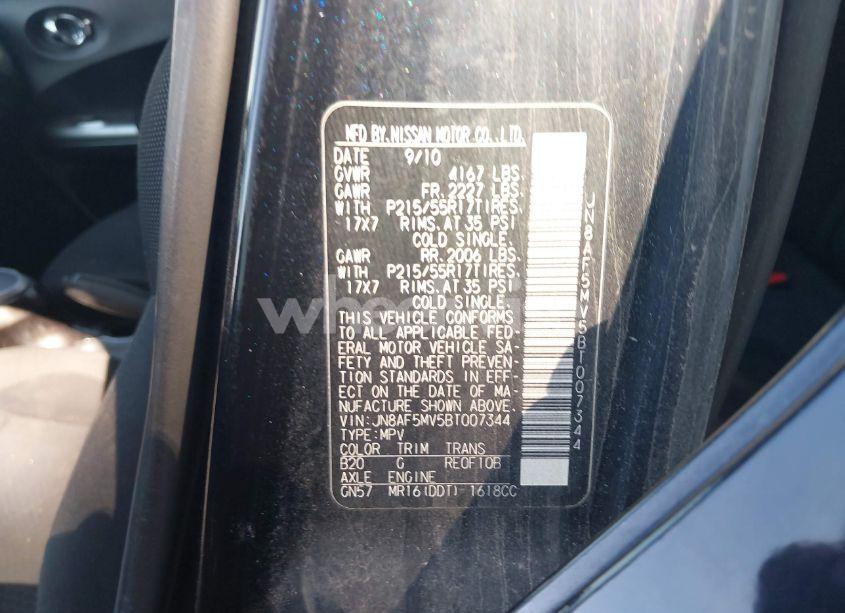 MFD BY. NISSAN MOTOR CO., LTD.
DATE 9/10
GVWR 4167 LBS.
GAWR FR. 2227 LBS.
WITH P215/55R17TIRES.
17X7 RIMS. AT 35 PSI
COLD SINGLE.
GAWR RR. 2006 LBS.
WITH P215/55R17TIRES.
17X7 RIMS. AT 35 PSI
COLD SINGLE.
THIS VEHICLE CONFORMS
TO ALL APPLICABLE FED-
ERAL MOTOR VEHICLE SA-
FETY AND THEFT PREVEN-
TION STANDARDS IN EFF-
ECT ON THE DATE OF MA-
NUFACTURE SHOWN ABOVE.
VIN: JN8AF5MV5BT007344
TYPE: MPV
COLOR TRIM TRANS
B20 G RE0F10B
AXLE ENGINE
GN57 MR16(DDT)-1618CC
JN8AF5MV5BT007344